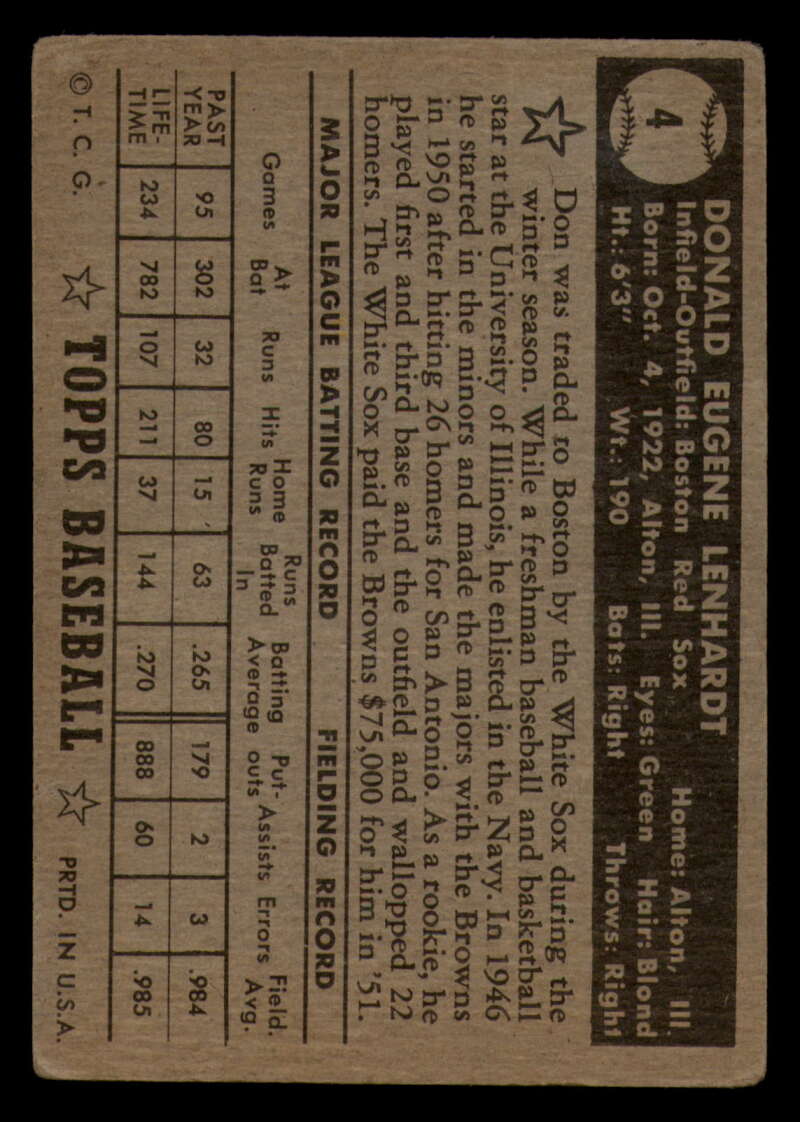 4
DONALD EUGENE LENHARDT
Infield-Outfield: Boston Red Sox Home: Alton, Ill.
Born: Oct. 4, 1922, Alton, Ill. Eyes: Green Hair: Blond
Ht.: 6'3" Wt.: 190 Bats: Right Throws: Right
Don was traded to Boston by the White Sox during the
winter season. While a freshman baseball and basketball
star at the University of Illinois, he enlisted in the Navy. In 1946
he started in the minors and made the majors with the Browns
in 1950 after hitting 26 homers for San Antonio. As a rookie, he
played first and third base and the outfield and walloped 22
homers. The White Sox paid the Browns $75,000 for him in '51.
MAJOR LEAGUE BATTING RECORD FIELDING RECORD
Games At Bat Runs Hits Home Runs Runs Batted In Batting Average Put-outs Assists Errors Field. Avg.
PAST YEAR 95 302 32 80 15 63 .265 179 2 3 .984
LIFE-TIME 234 782 107 211 37 144 .270 888 60 14 .985
© T. C. G. TOPPS BASEBALL PRTD. IN U.S.A.